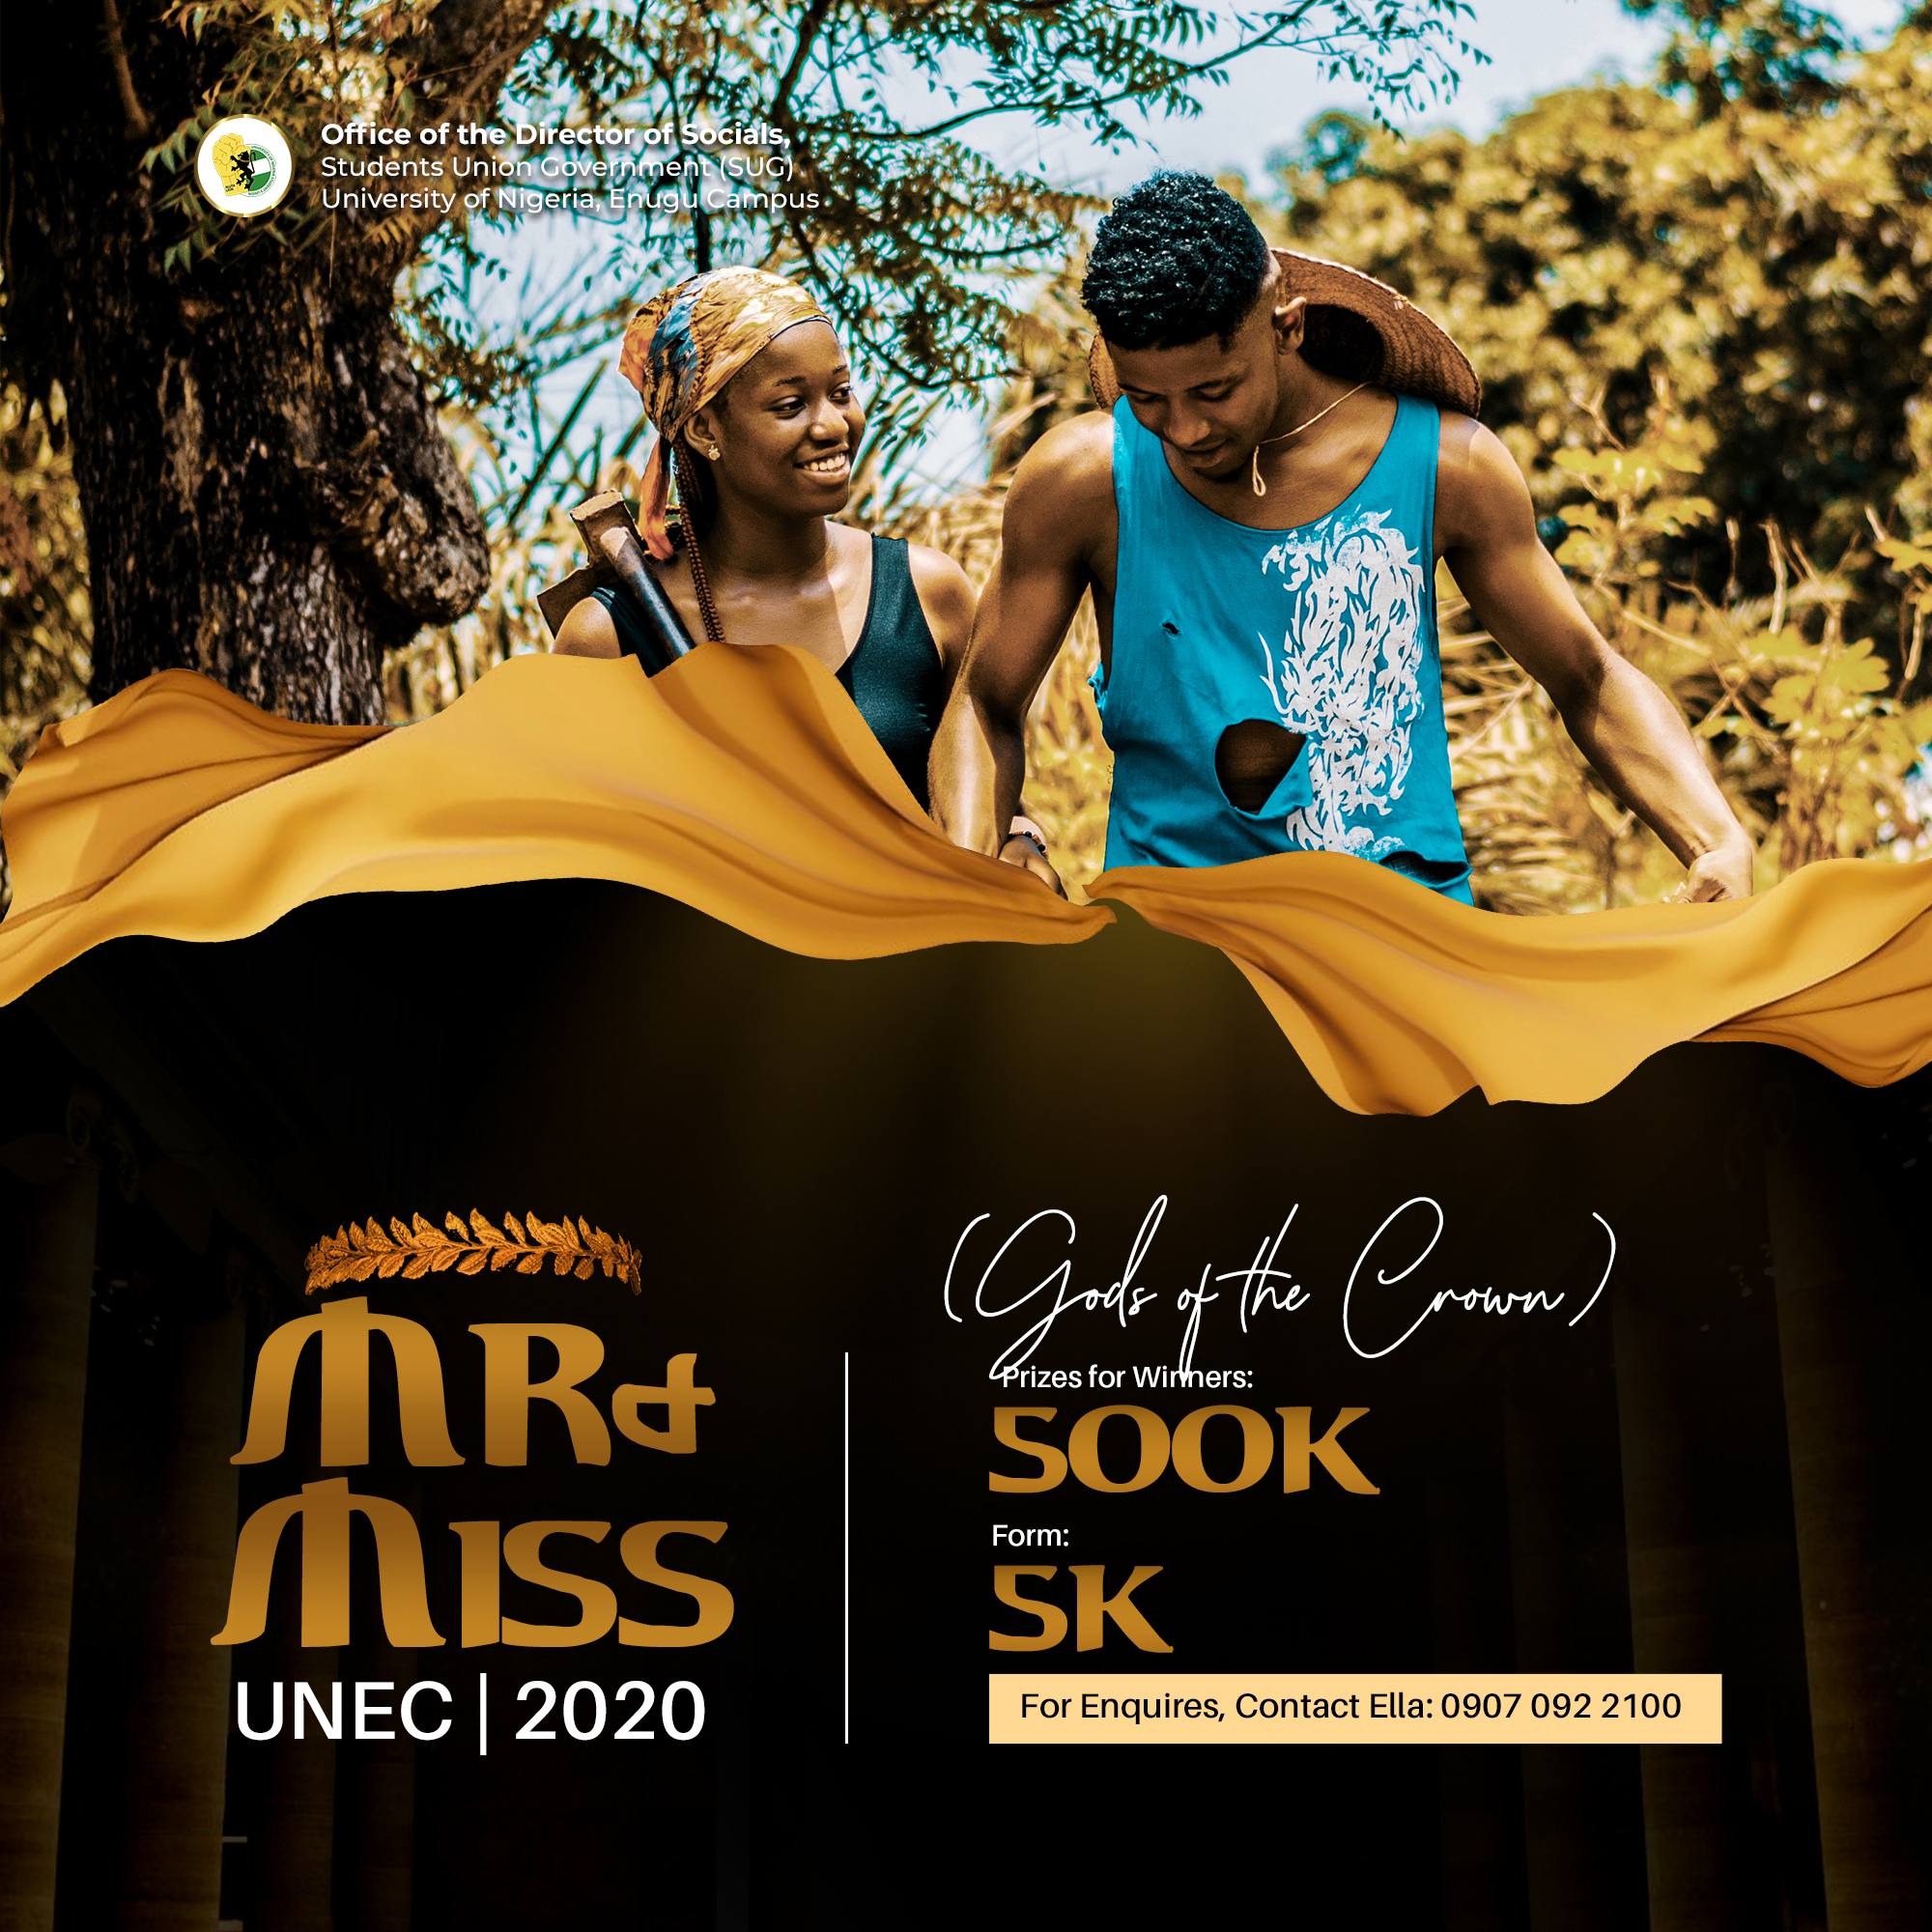 Office of the Director of Socials,
Students Union Government (SUG)
University of Nigeria, Enugu Campus
(Gods of the Crown)
MR &
MISS
UNEC | 2020
Prizes for Winners:
500K
Form:
5K
For Enquires, Contact Ella: 0907 092 2100